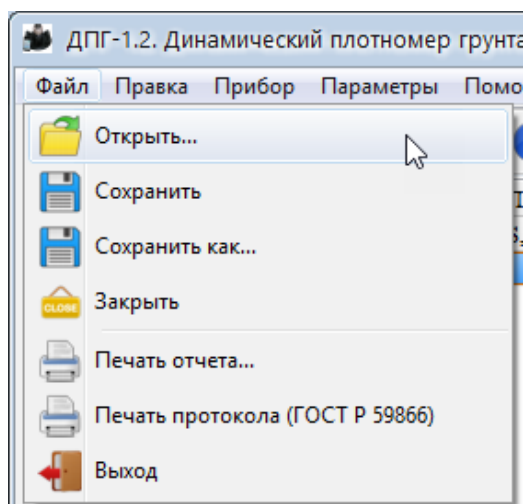 ДПГ-1.2. Динамический плотномер грунта
Файл Правка Прибор Параметры
Открыть...
Сохранить
Сохранить как...
CLOSE Закрыть
Печать отчета...
Печать протокола (ГОСТ Р 59866)
Выход